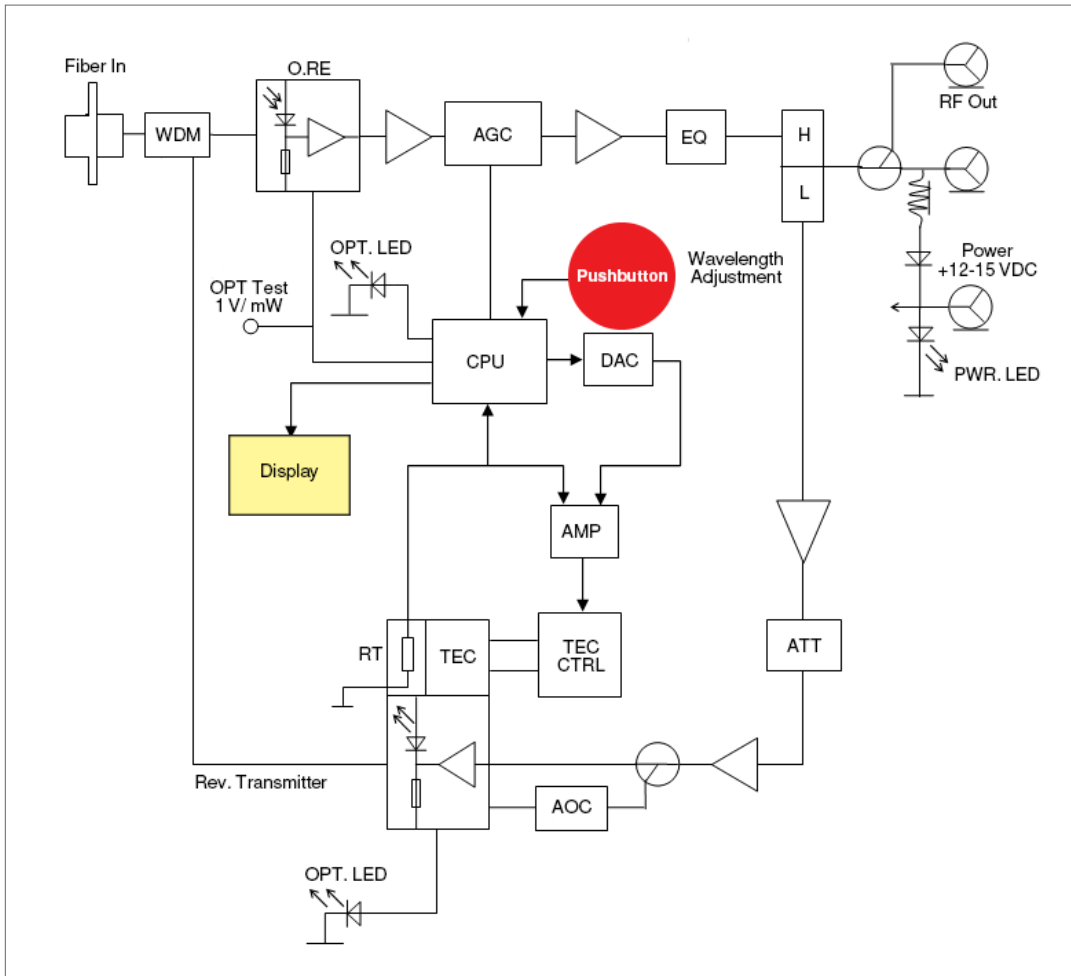 Fiber In
O.RE
RF Out
WDM
AGC
EQ
H
L
OPT. LED
Pushbutton
Wavelength
Adjustment
Power
+12-15 VDC
OPT Test
1 V/ mW
CPU
DAC
PWR. LED
Display
AMP
RT
TEC
TEC
CTRL
ATT
Rev. Transmitter
AOC
OPT. LED